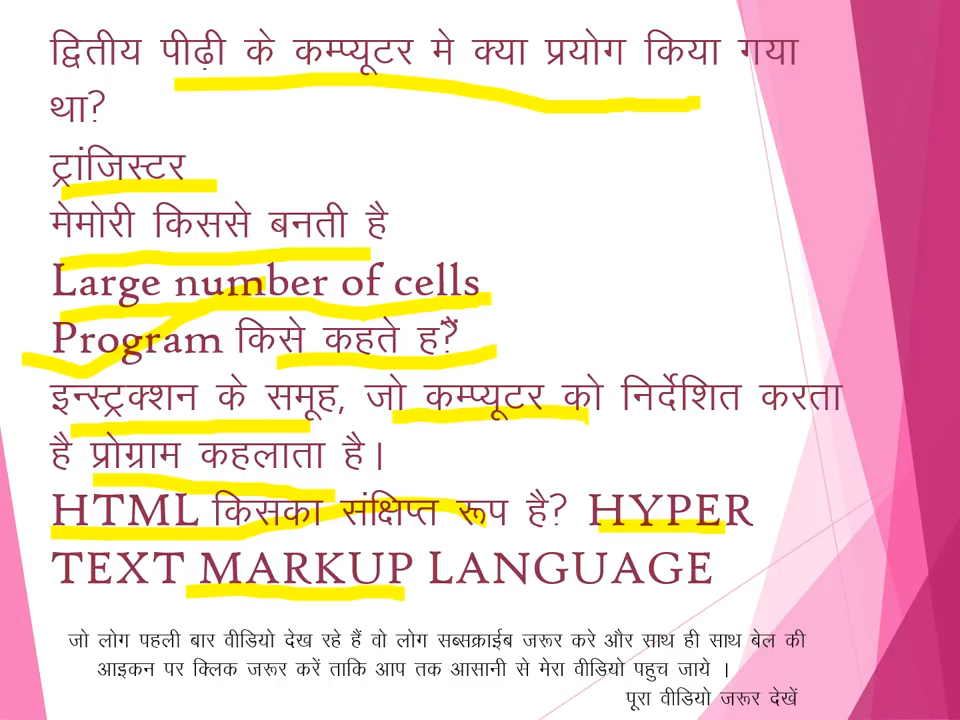 द्वितीय पीढ़ी के कम्प्यूटर मे क्या प्रयोग किया गया
था?
ट्रांजिस्टर
मेमोरी किससे बनती है
Large number of cells
Program किसे कहते हैं?
इन्स्ट्रक्शन के समूह, जो कम्प्यूटर को निर्देशित करता
है प्रोग्राम कहलाता है।
HTML किसका संक्षिप्त रूप है? HYPER
TEXT MARKUP LANGUAGE
जो लोग पहली बार वीडियो देख रहे हैं वो लोग सब्सक्राईब जरूर करे और साथ ही साथ बेल की
आइकन पर क्लिक जरूर करें ताकि आप तक आसानी से मेरा वीडियो पहुच जाये ।
पूरा वीडियो जरूर देखें